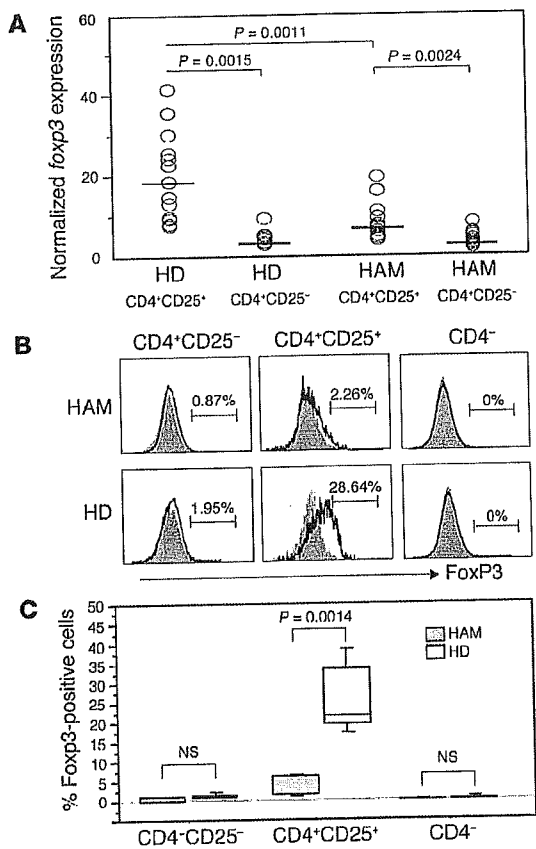 A
Normalized foxp3 expression
60
40
20
0
P = 0.0011
P = 0.0015
P = 0.0024
HD HD HAM HAM
CD4+CD25+ CD4+CD25− CD4+CD25+ CD4+CD25−
B
CD4+CD25− CD4+CD25+ CD4−
HAM
0.87% 2.26% 0%
HD
1.95% 28.64% 0%
FoxP3
C
% Foxp3-positive cells
50
45
40
35
30
25
20
15
10
5
0
P = 0.0014
HAM
HD
NS
NS
CD4−CD25− CD4+CD25+ CD4−